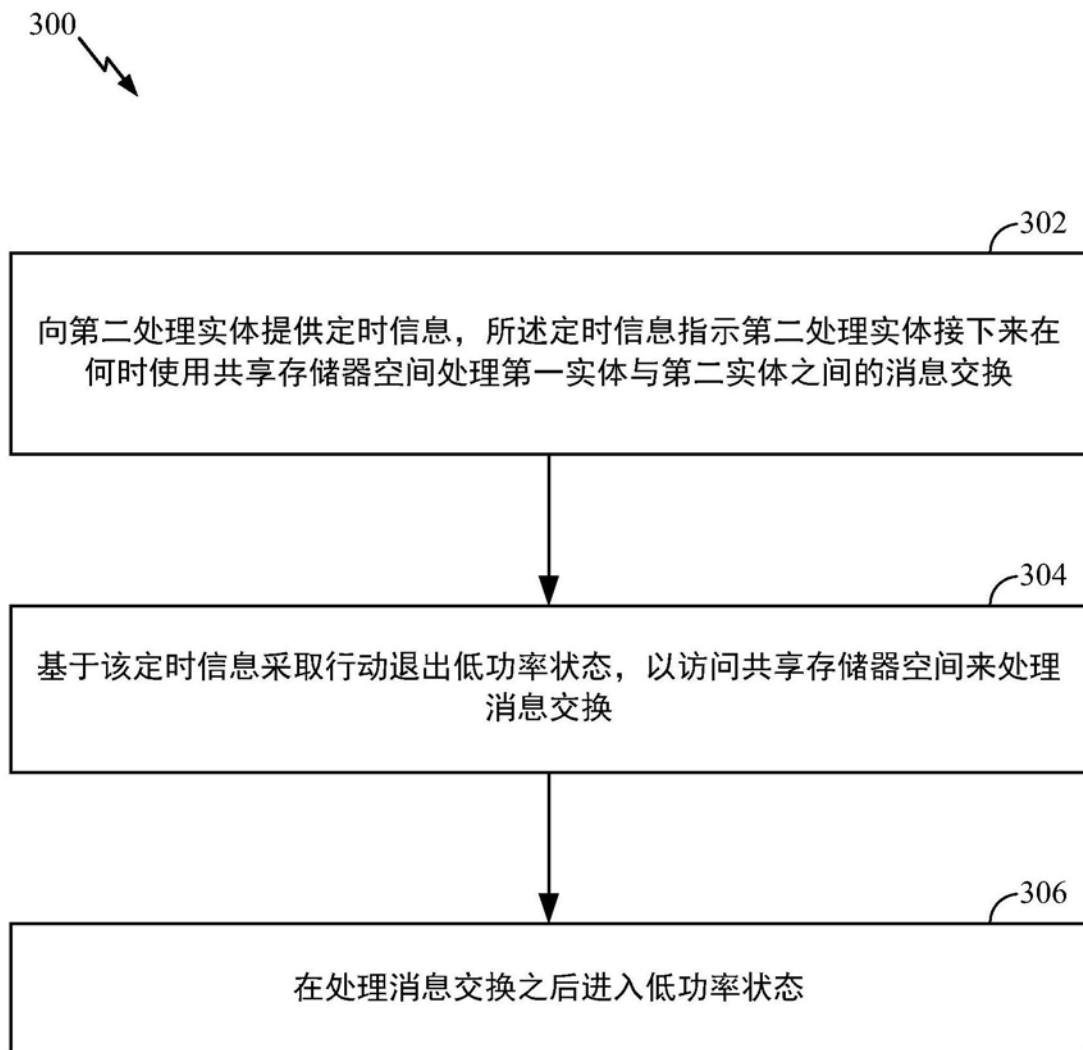 300
302
向第二处理实体提供定时信息，所述定时信息指示第二处理实体接下来在
何时使用共享存储器空间处理第一实体与第二实体之间的消息交换
304
基于该定时信息采取行动退出低功率状态，以访问共享存储器空间来处理
消息交换
306
在处理消息交换之后进入低功率状态